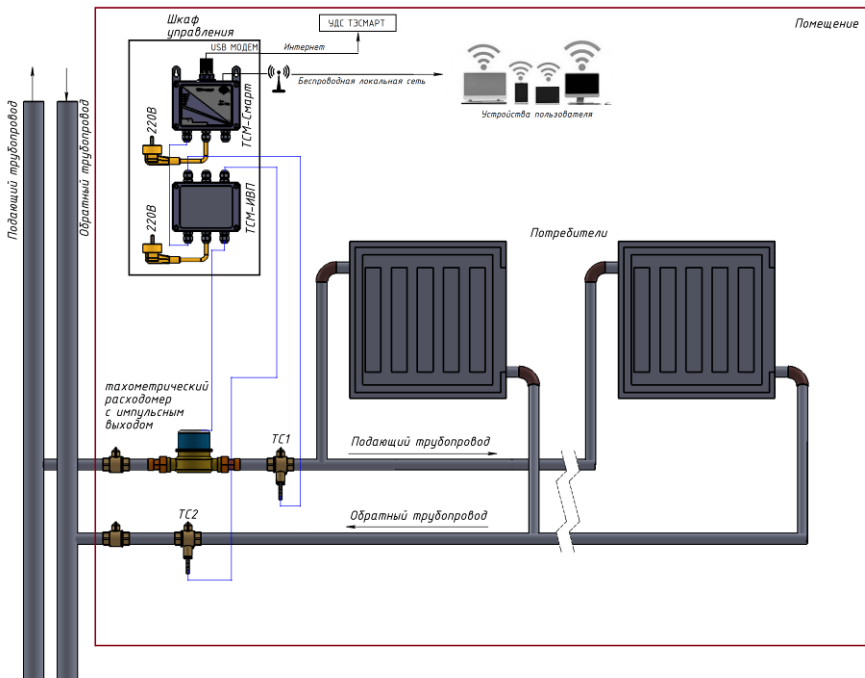 Шкаф
управления
УДС ТЭСМАРТ
Помещение
USB МОДЕМ
Интернет
Беспроводная локальная сеть
Устройства пользователя
220В
ТСМ-Смарт
220В
ТСМ-ИВП
Подающий трубопровод
Обратный трубопровод
Потребители
тахометрический
расходомер
с импульсным
выходом
ТС1
Подающий трубопровод
ТС2
Обратный трубопровод